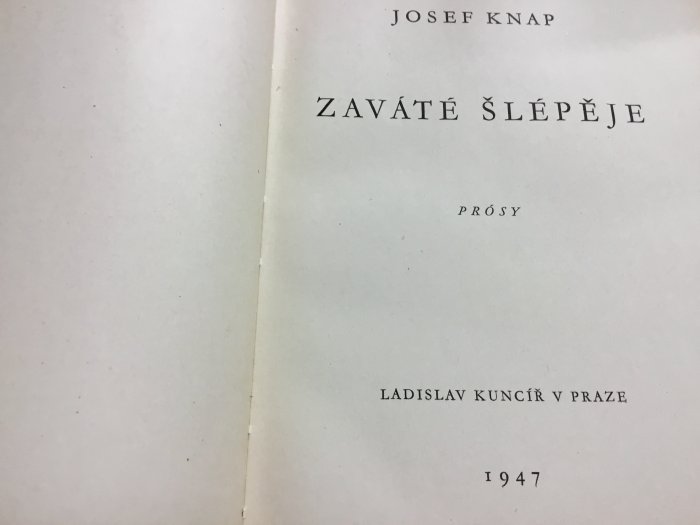 JOSEF KNAP
ZAVÁTÉ ŠLÉPĚJE
PRÓSY
LADISLAV KUNCÍŘ V PRAZE
1947